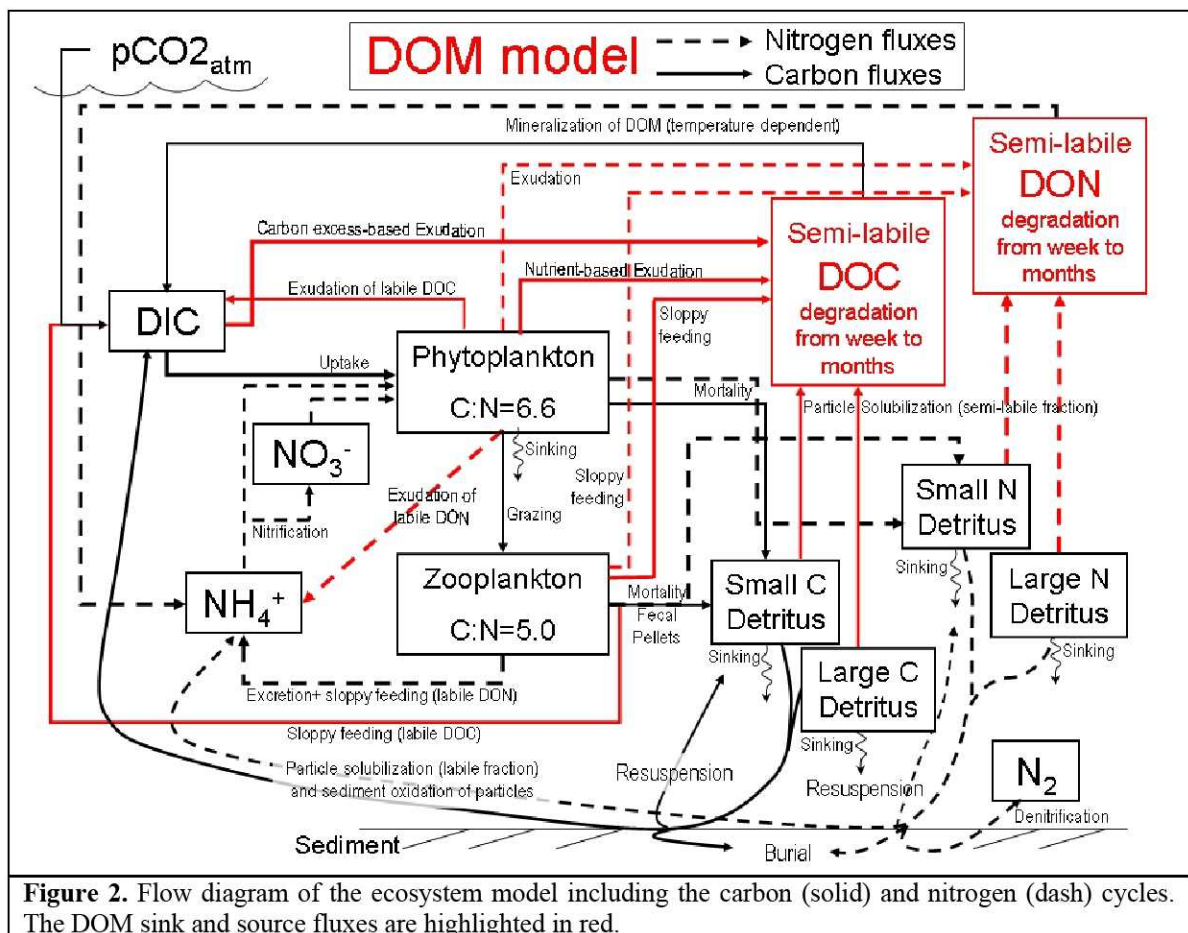 pCO2atm
DOM model
Nitrogen fluxes
Carbon fluxes
Mineralization of DOM (temperature dependent)
Semi-labile
DON
degradation
from week to
months
Exudation
Carbon excess-based Exudation
Semi-labile
DOC
degradation
from week to
months
Nutrient-based Exudation
Exudation of labile DOC
Sloppy
feeding
DIC
Uptake
Phytoplankton
C:N=6.6
Mortality
Particle Solubilization (semi-labile fraction)
Sinking
NO3-
Sloppy
feeding
Small N
Detritus
Exudation of
labile DON
Grazing
Nitrification
Sinking
Zooplankton
C:N=5.0
Large N
Detritus
NH4+
Small C
Detritus
Mortality
Fecal
Pellets
Sinking
Sinking
Large C
Detritus
Excretion+ sloppy feeding (labile DON)
Sloppy feeding (labile DOC)
Sinking
Particle solubilization (labile fraction)
and sediment oxidation of particles
Resuspension
Resuspension
N2
Denitrification
Sediment
Burial
Figure 2. Flow diagram of the ecosystem model including the carbon (solid) and nitrogen (dash) cycles.
The DOM sink and source fluxes are highlighted in red.